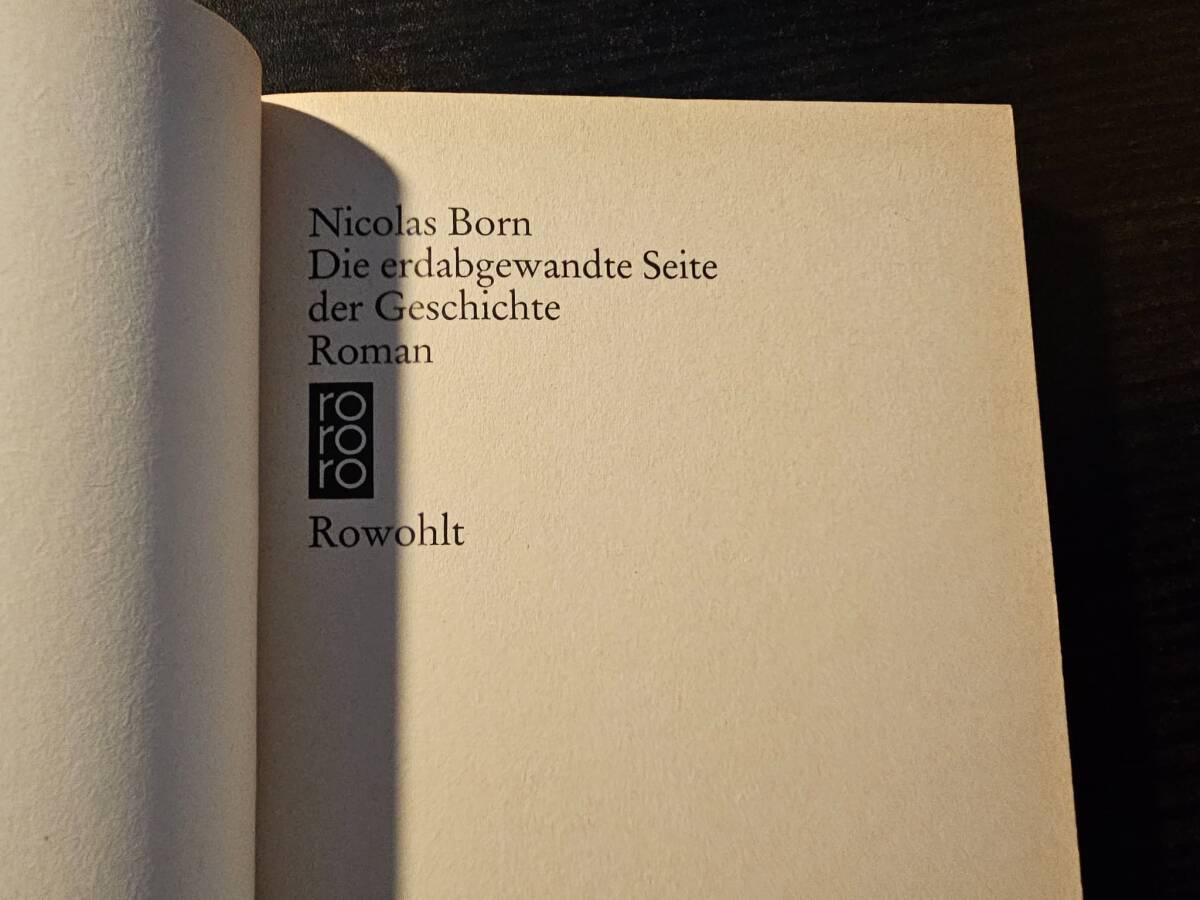 Nicolas Born
Die erdabgewandte Seite
der Geschichte
Roman
ro
ro
ro
Rowohlt